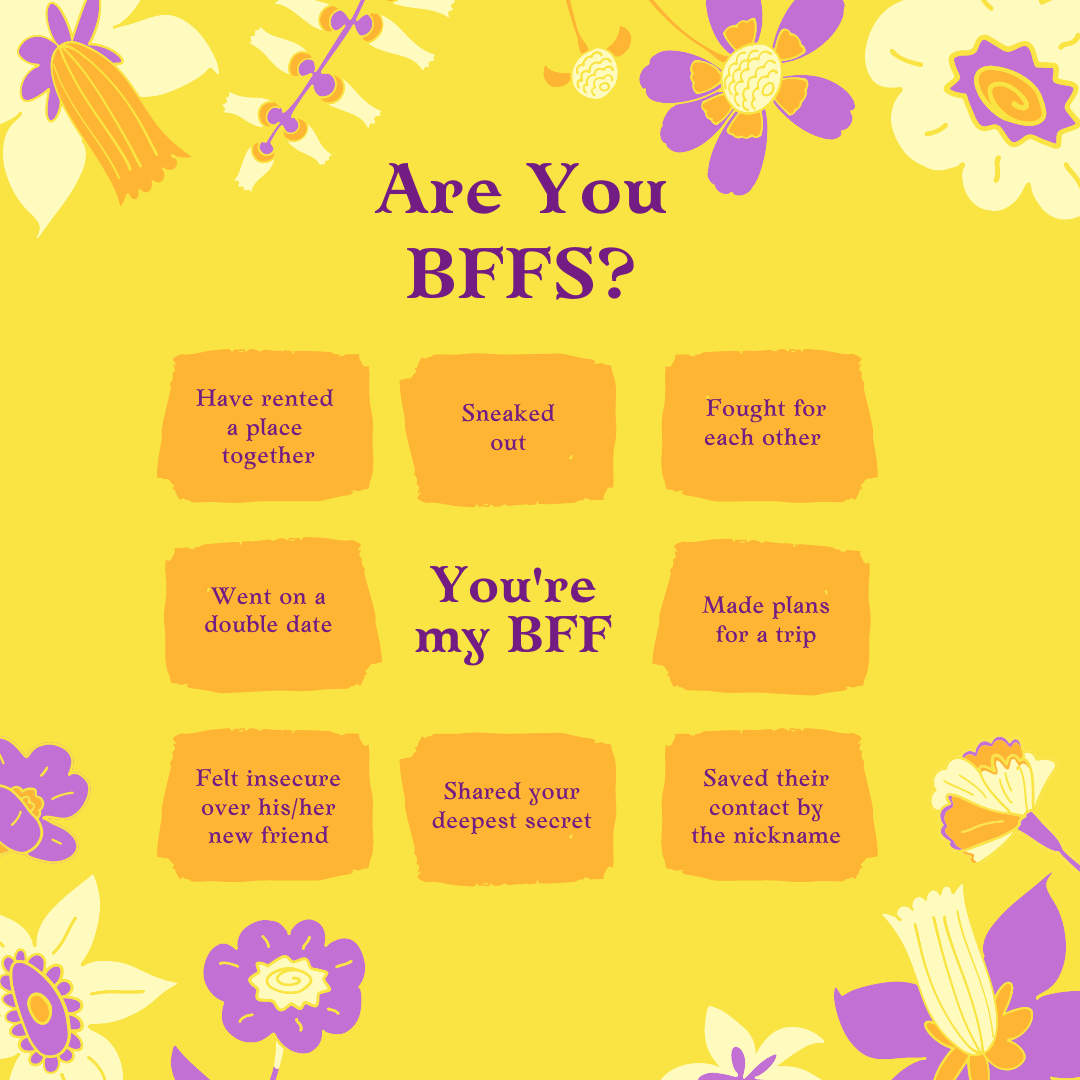 Are You
BFFS?
Have rented
a place
together
Sneaked
out
Fought for
each other
Went on a
double date
You're
my BFF
Made plans
for a trip
Felt insecure
over his/her
new friend
Shared your
deepest secret
Saved their
contact by
the nickname